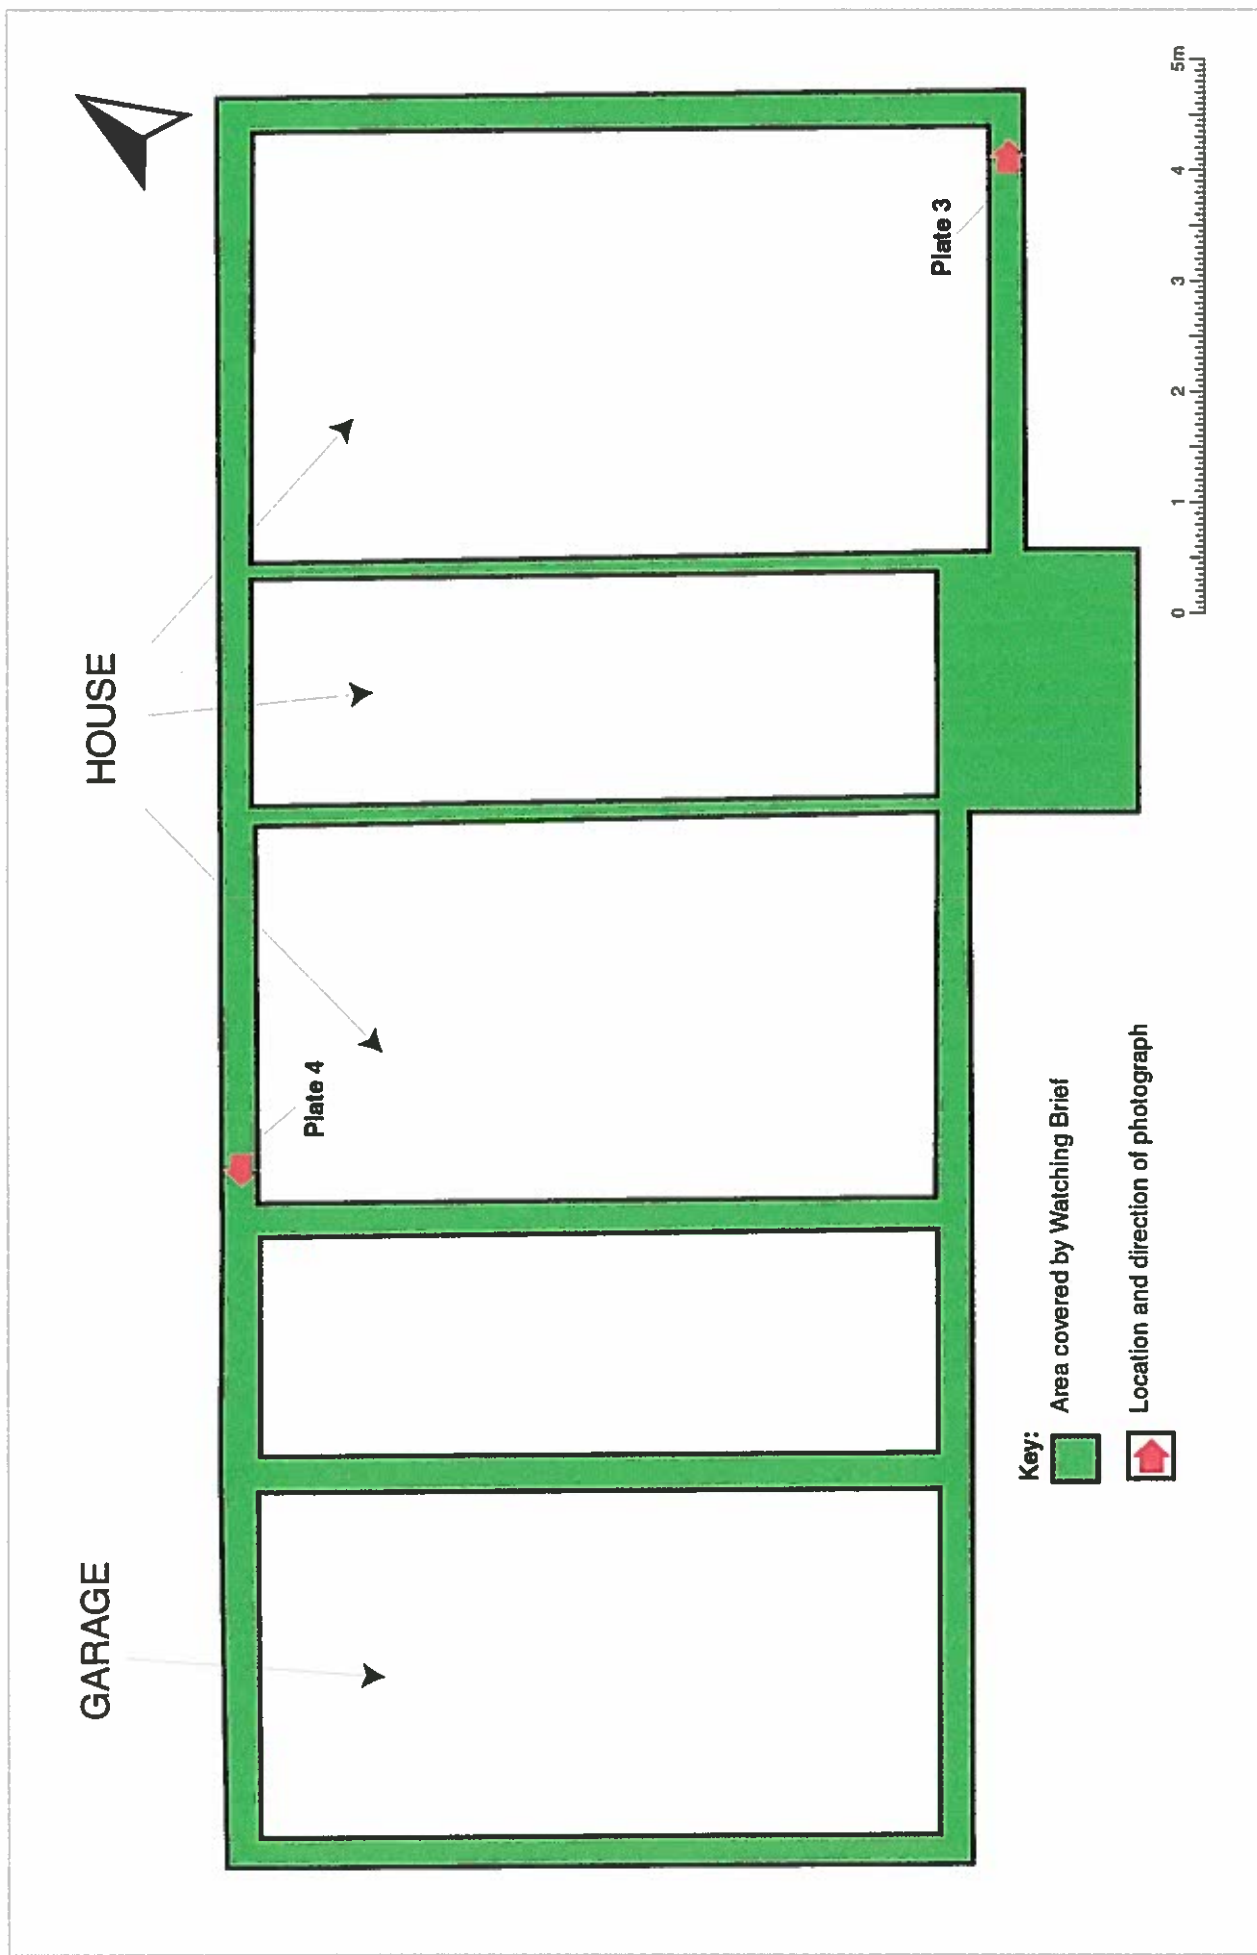 GARAGE
HOUSE
Plate 4
Plate 3
Key:
Area covered by Watching Brief
Location and direction of photograph
0 1 2 3 4 5m